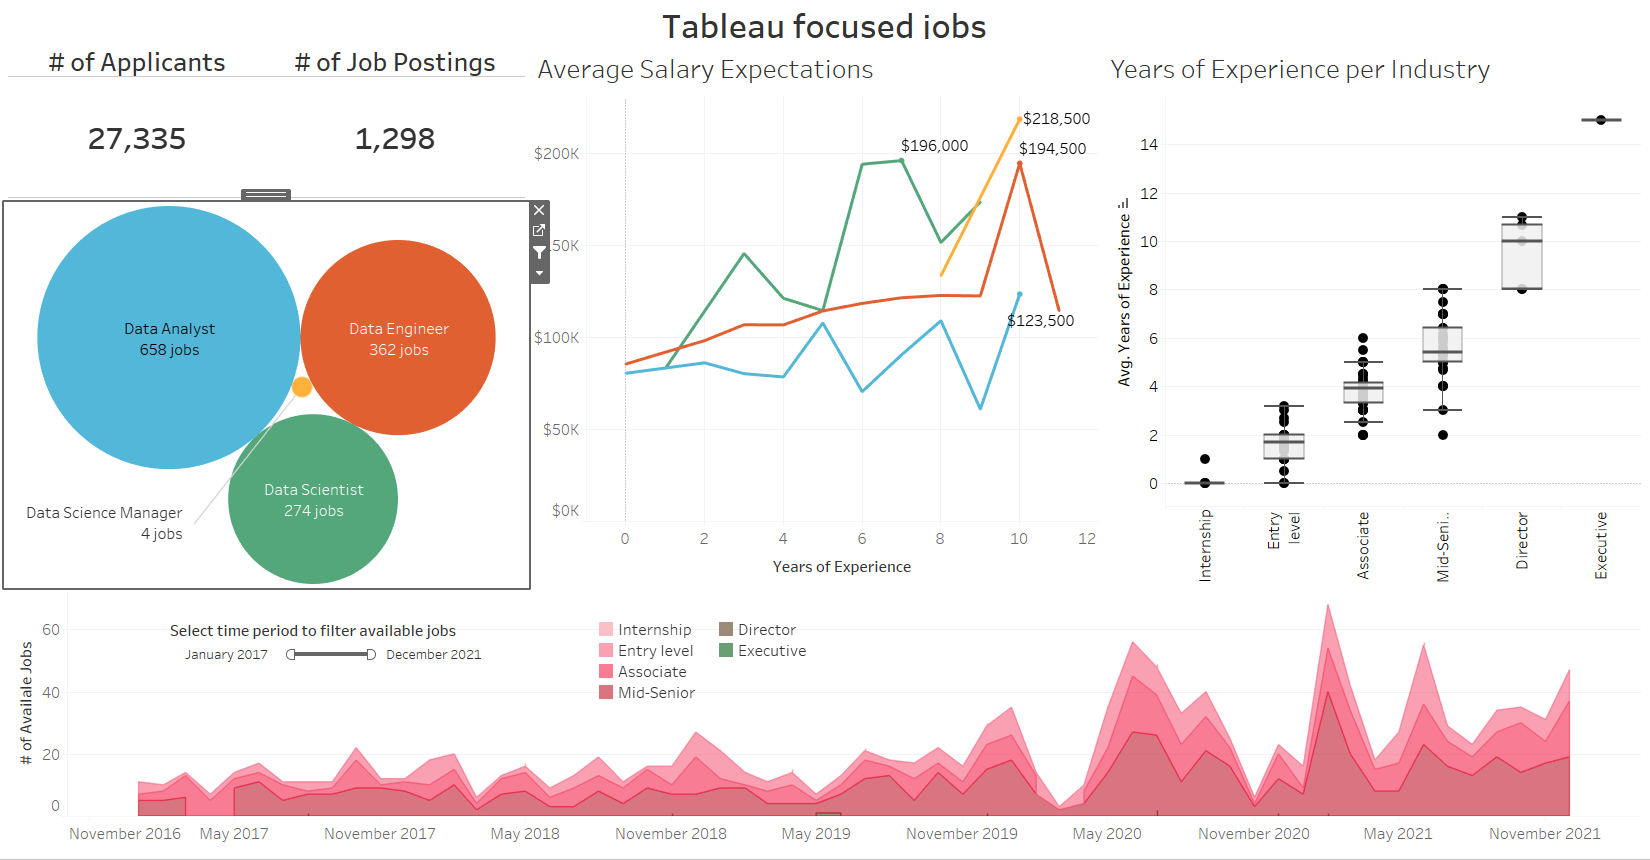 Tableau focused jobs
# of Applicants
# of Job Postings
27,335
1,298
Data Analyst
658 jobs
Data Engineer
362 jobs
Data Scientist
274 jobs
Data Science Manager
4 jobs
Average Salary Expectations
$200K
50K
$100K
$50K
$0K
$196,000
$218,500
$194,500
$123,500
0 2 4 6 8 10 12
Years of Experience
Years of Experience per Industry
Avg. Years of Experience
14
12
10
8
6
4
2
0
Internship
Entry
level
Associate
Mid-Seni..
Director
Executive
Select time period to filter available jobs
January 2017
December 2021
Internship
Entry level
Associate
Mid-Senior
Director
Executive
# of Availale Jobs
60
40
20
0
November 2016 May 2017 November 2017 May 2018 November 2018 May 2019 November 2019 May 2020 November 2020 May 2021 November 2021